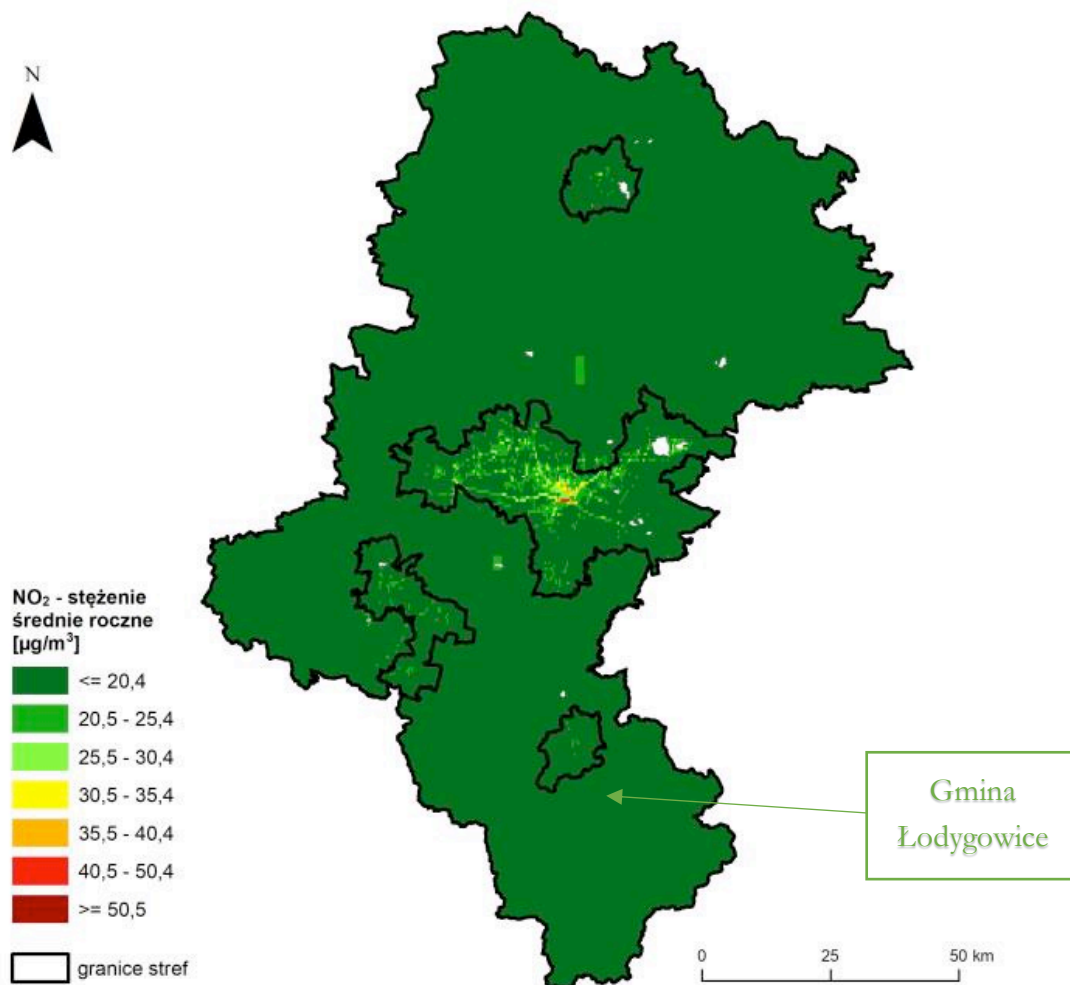 N
NO₂ - stężenie
średnie roczne
[µg/m³]
<= 20,4
20,5 - 25,4
25,5 - 30,4
30,5 - 35,4
35,5 - 40,4
40,5 - 50,4
>= 50,5
granice stref
Gmina
Łodygowice
0 25 50 km